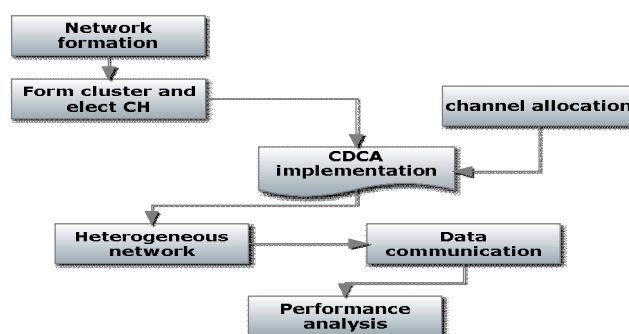 Network
formation
Form cluster and
elect CH
channel allocation
CDCA
implementation
Heterogeneous
network
Data
communication
Performance
analysis